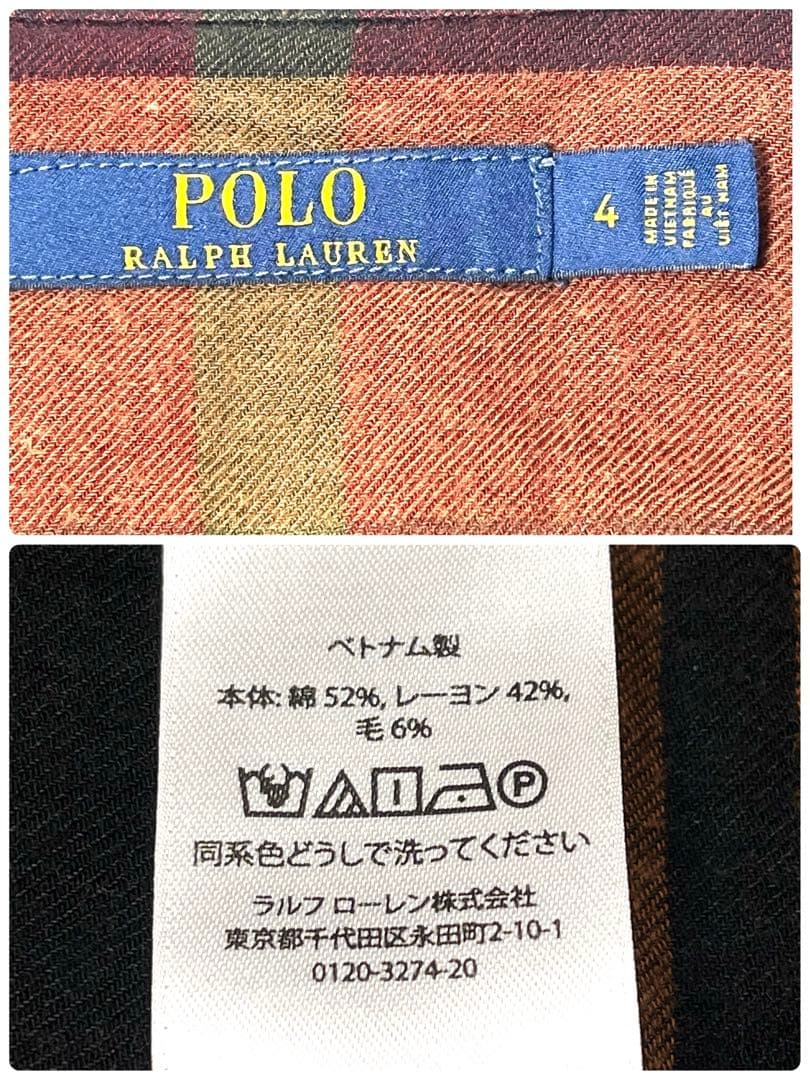 POLO
RALPH LAUREN
4
MADE IN
VIETNAM
FABRIQUÉ
AU
VIÊT NAM
ベトナム製
本体: 綿 52%, レーヨン 42%,
毛 6%
P
同系色どうしで洗ってください
ラルフ ローレン株式会社
東京都千代田区永田町2-10-1
0120-3274-20